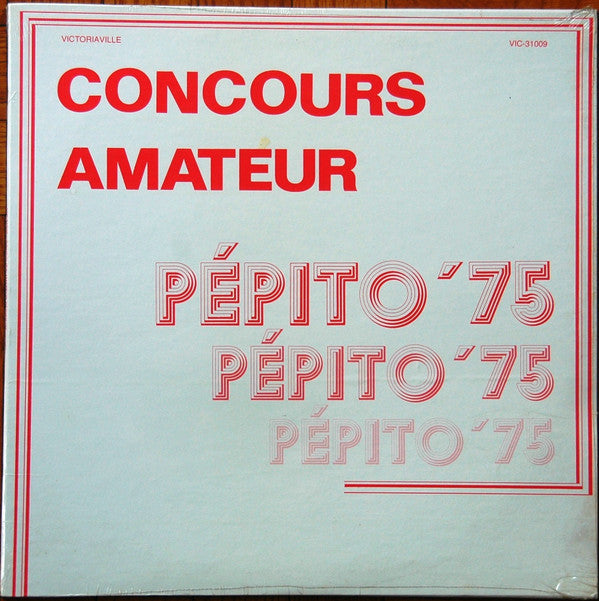 VICTORIAVILLE
VIC-31009
CONCOURS
AMATEUR
PÉPITO '75
PÉPITO '75
PÉPITO '75